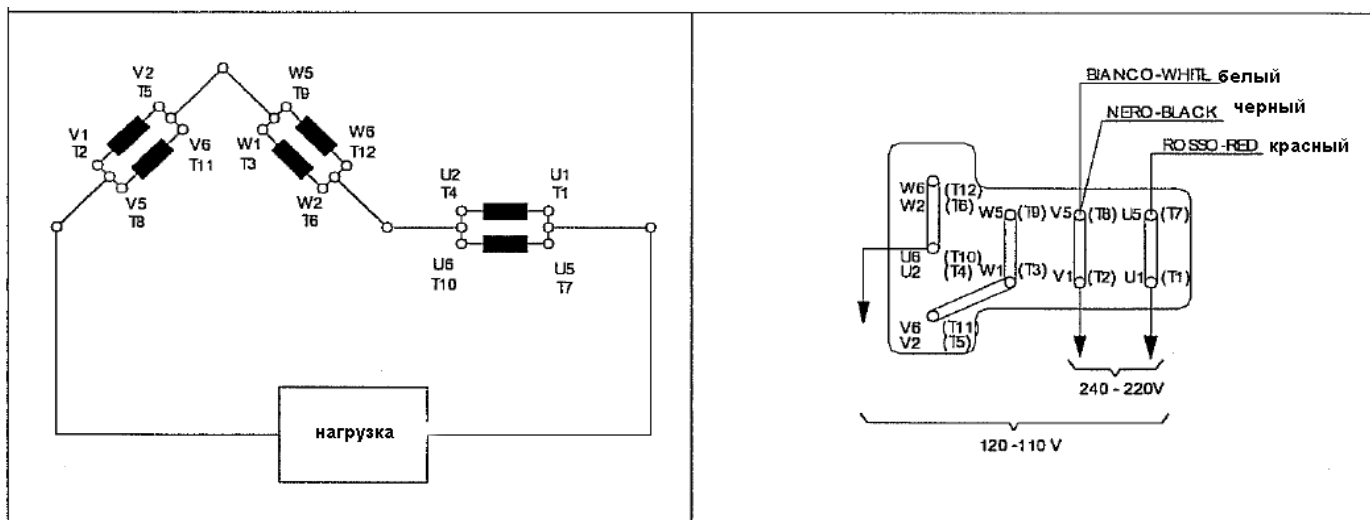 V2
T5
W5
T9
V1
T2
V6
T11
W1
T3
W6
T12
V5
T8
W2
T6
U2
T4
U1
T1
U6
T10
U5
T7
нагрузка
BIANCO-WHITE белый
NERO-BLACK черный
ROSSO-RED красный
W6 (T12)
W2 (T6)
W5 (T9)
V5 (T8)
U5 (T7)
U6 (T10)
U2 (T4)
W1 (T3)
V1 (T2)
U1 (T1)
V6 (T11)
V2 (T5)
240 - 220V
120 -110 V